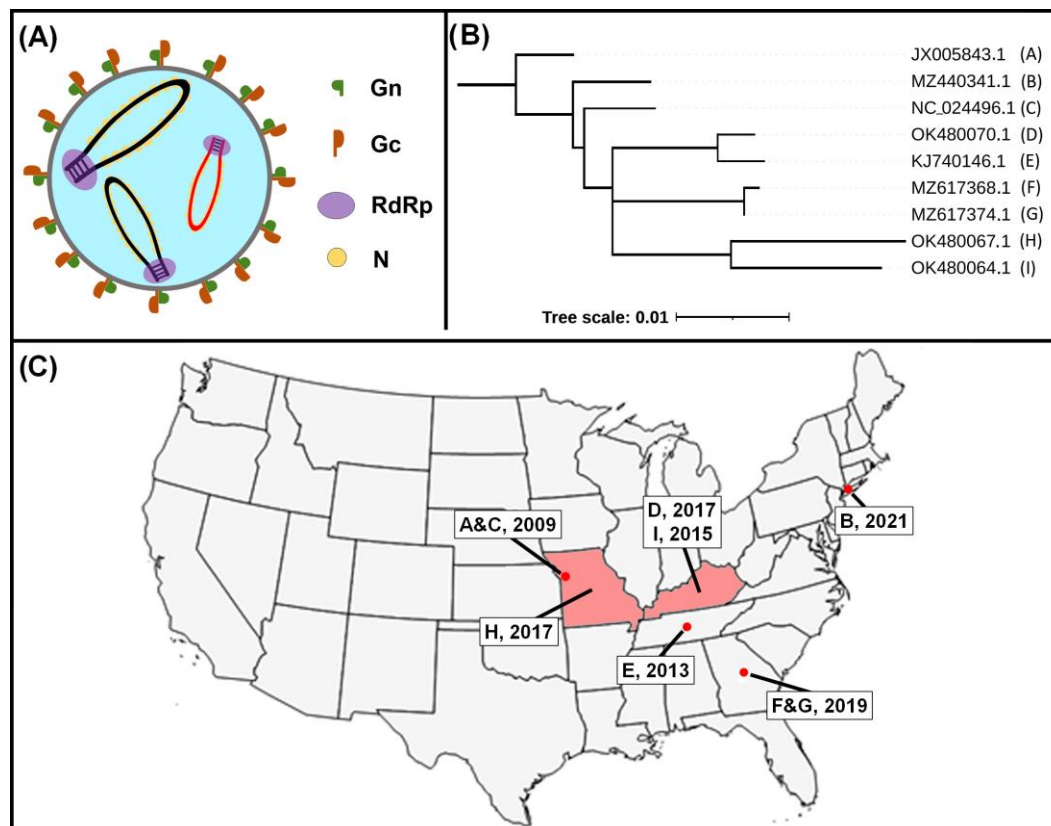 (A)
Gn
Gc
RdRp
N
(B)
JX005843.1 (A)
MZ440341.1 (B)
NC_024496.1 (C)
OK480070.1 (D)
KJ740146.1 (E)
MZ617368.1 (F)
MZ617374.1 (G)
OK480067.1 (H)
OK480064.1 (I)
Tree scale: 0.01
(C)
A&C, 2009
D, 2017
I, 2015
B, 2021
H, 2017
E, 2013
F&G, 2019